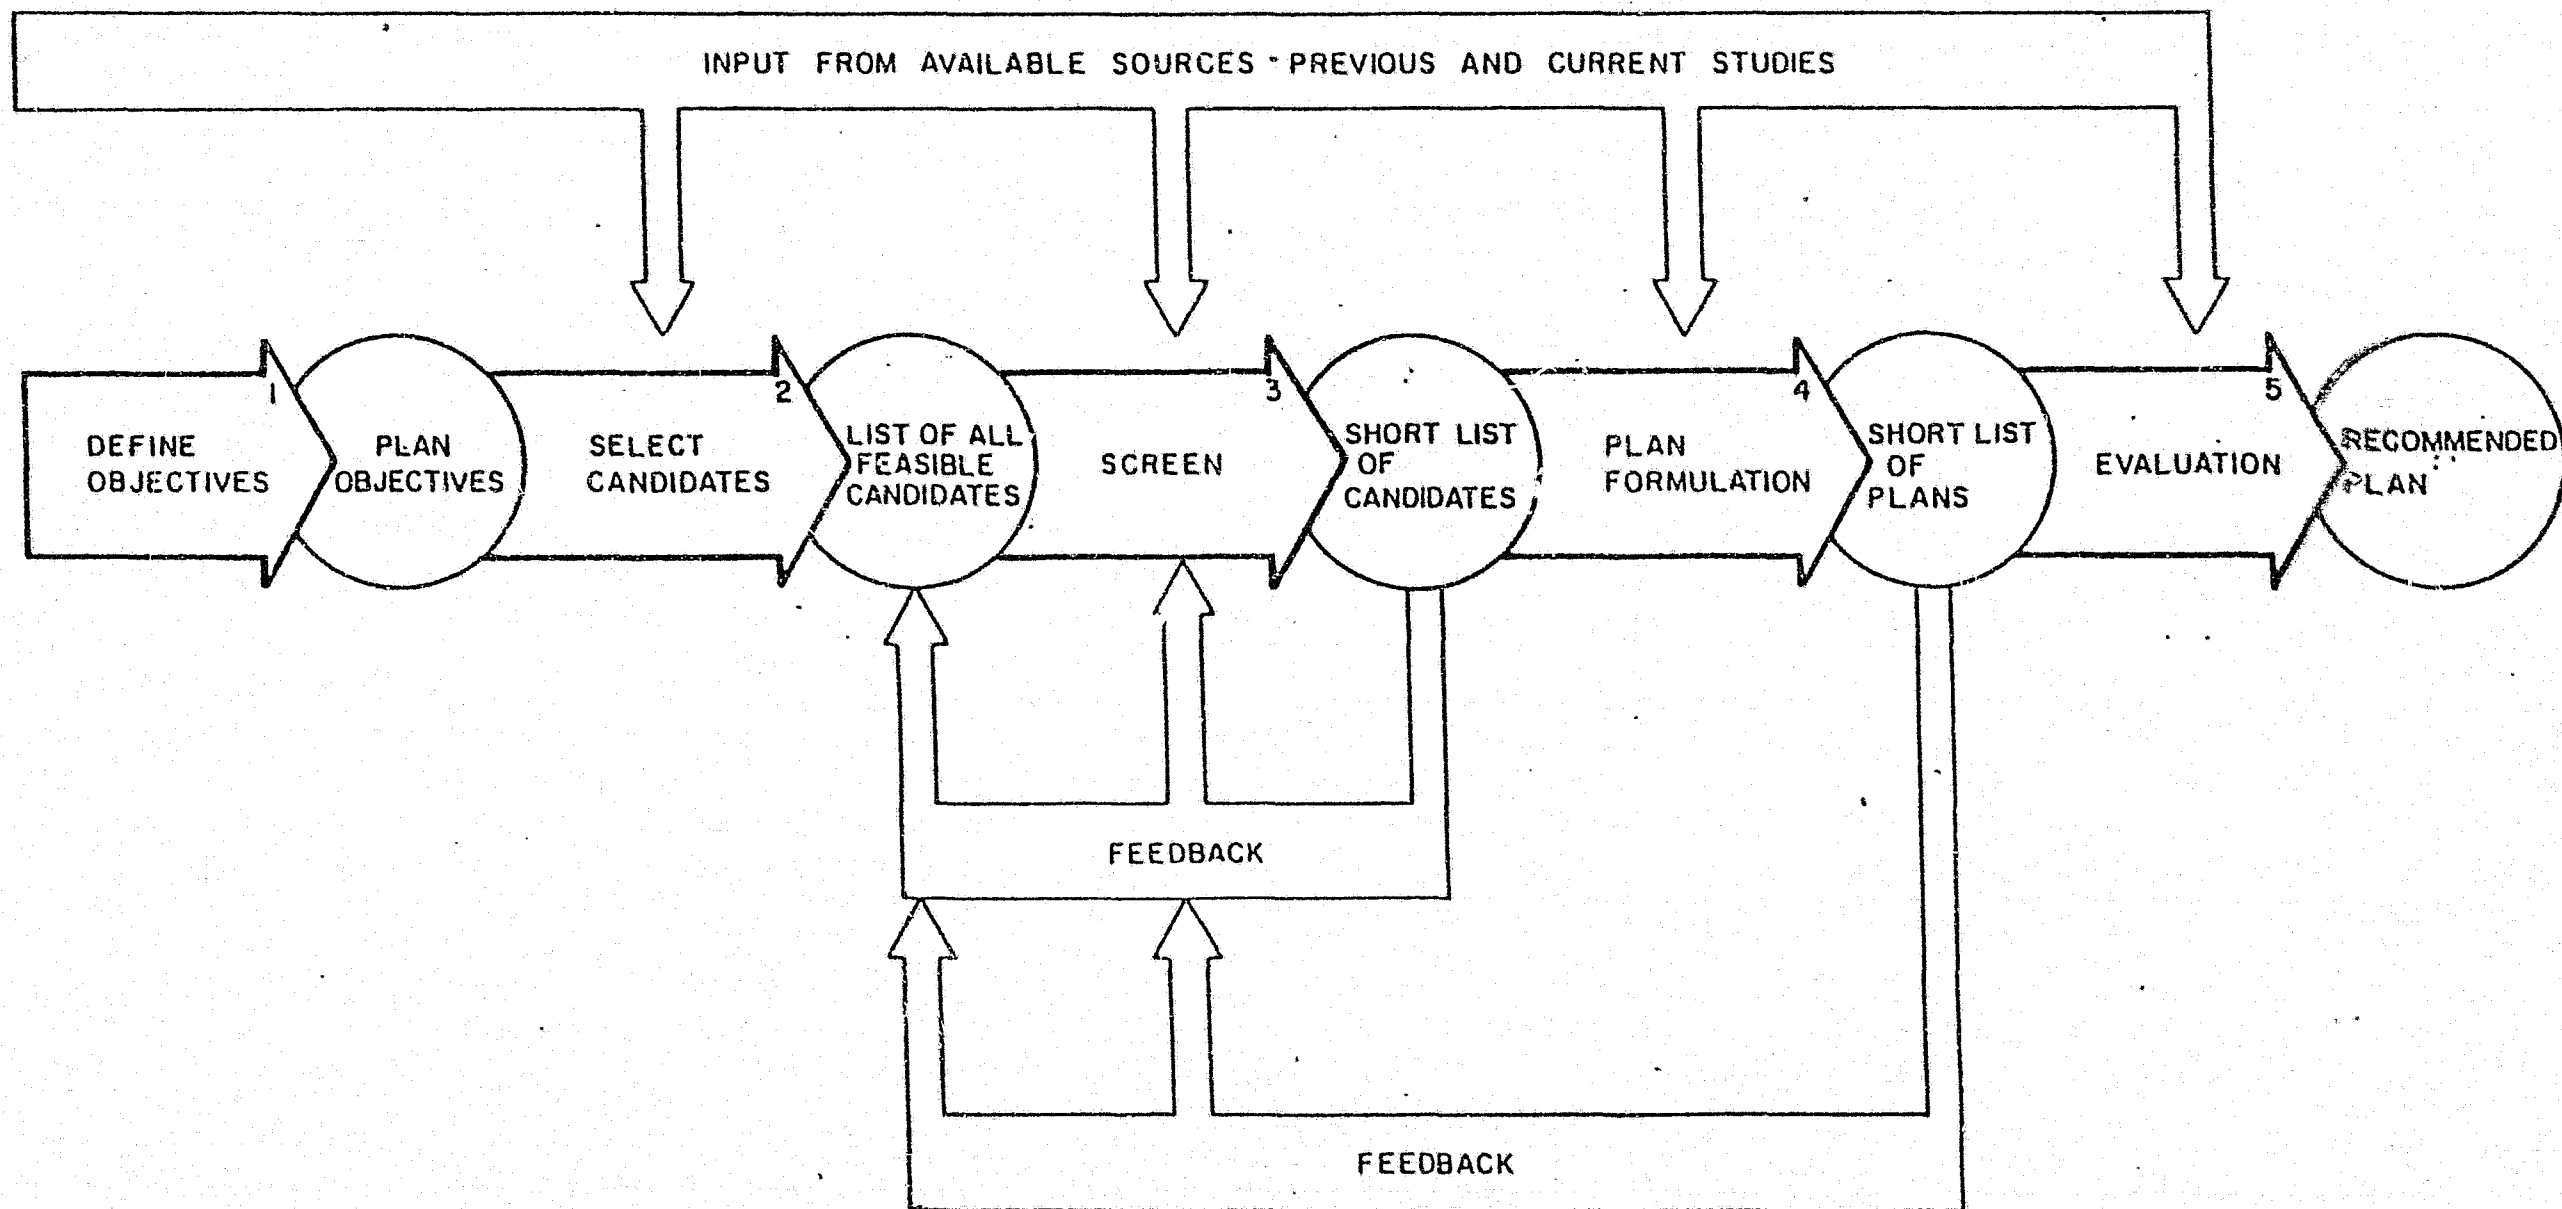 INPUT FROM AVAILABLE SOURCES - PREVIOUS AND CURRENT STUDIES
1
DEFINE
OBJECTIVES
PLAN
OBJECTIVES
2
SELECT
CANDIDATES
LIST OF ALL
FEASIBLE
CANDIDATES
3
SCREEN
SHORT LIST
OF
CANDIDATES
4
PLAN
FORMULATION
SHORT LIST
OF
PLANS
5
EVALUATION
RECOMMENDED
PLAN
FEEDBACK
FEEDBACK